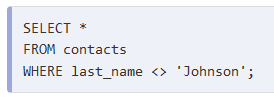 SELECT *
FROM contacts
WHERE last_name <> 'Johnson';